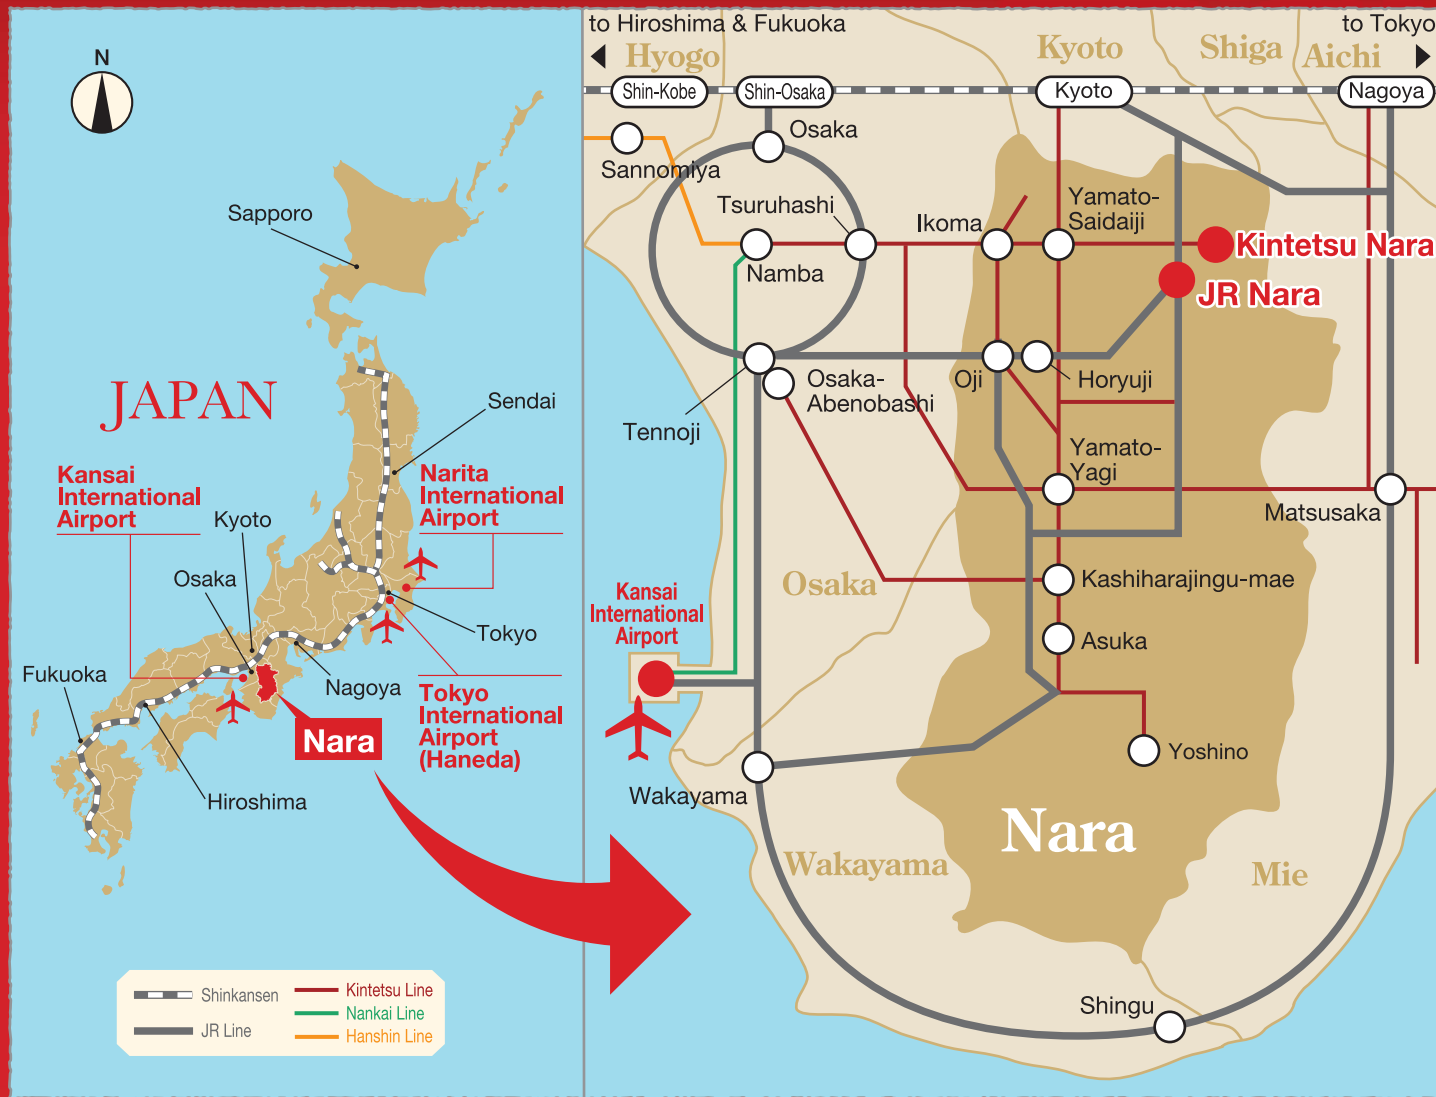 N
Sapporo
JAPAN
Sendai
Kansai
International
Airport
Narita
International
Airport
Kyoto
Osaka
Tokyo
Fukuoka
Nagoya
Tokyo
International
Airport
(Haneda)
Nara
Hiroshima
Shinkansen
JR Line
Kintetsu Line
Nankai Line
Hanshin Line
to Hiroshima & Fukuoka
to Tokyo
Hyogo
Kyoto
Shiga
Aichi
Shin-Kobe
Shin-Osaka
Kyoto
Nagoya
Osaka
Sannomiya
Tsuruhashi
Ikoma
Yamato-
Saidaiji
Kintetsu Nara
Namba
JR Nara
Oji
Horyuji
Osaka-
Abenobashi
Tennoji
Yamato-
Yagi
Matsusaka
Osaka
Kashiharajingu-mae
Kansai
International
Airport
Asuka
Yoshino
Wakayama
Nara
Wakayama
Mie
Shingu